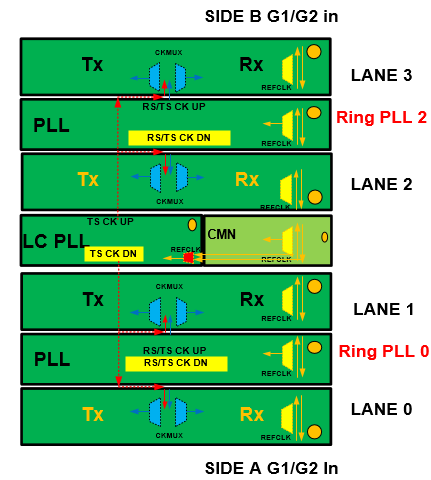 SIDE B G1/G2 in
CKMUX
Tx
Rx
REFCLK
LANE 3
RS/TS CK UP
PLL
RS/TS CK DN
REFCLK
Ring PLL 2
Tx
Rx
CKMUX
REFCLK
LANE 2
TS CK UP
LC PLL
TS CK DN
REFCLK
CMN
REFCLK
CKMUX
Tx
Rx
REFCLK
LANE 1
RS/TS CK UP
PLL
RS/TS CK DN
REFCLK
Ring PLL 0
Tx
Rx
CKMUX
REFCLK
LANE 0
SIDE A G1/G2 In